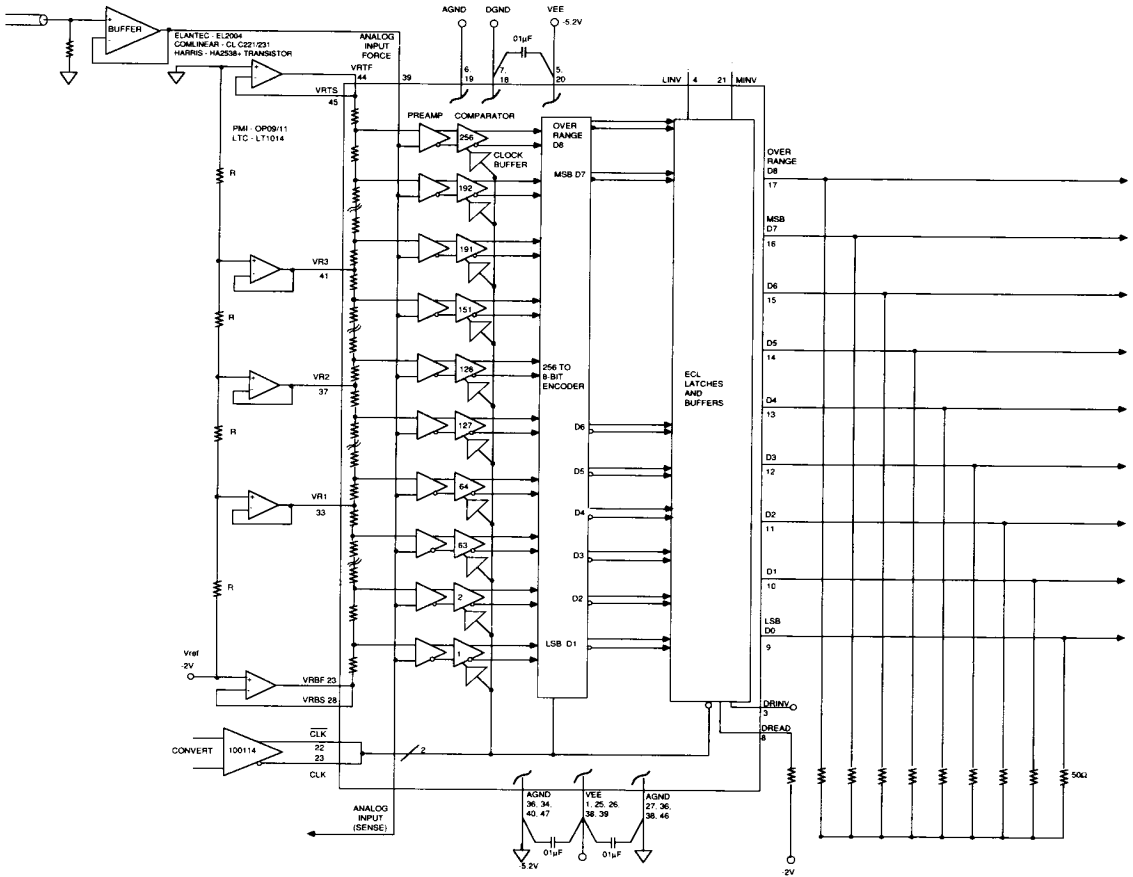 BUFFER
ELANTEC - EL2004
COMLINEAR - CLC221/231
HARRIS - HA2538+ TRANSISTOR
ANALOG
INPUT
FORCE
39
AGND
6,
19
DGND
7,
18
VEE
-5.2V
5,
20
01µF
LINV 4
21 MINV
VRTF
44
VRTS
45
PMI - OP09/11
LTC - LT1014
R
R
R
R
VR3
41
VR2
37
VR1
33
Vref
-2V
VRBF 23
VRBS 28
PREAMP COMPARATOR
256
CLOCK
BUFFER
192
191
151
128
127
64
63
2
1
OVER
RANGE
D8
MSB D7
256 TO
8-BIT
ENCODER
D6
D5
D4
D3
D2
LSB D1
ECL
LATCHES
AND
BUFFERS
OVER
RANGE
D8
17
MSB
D7
16
D6
15
D5
14
D4
13
D3
12
D2
11
D1
10
LSB
D0
9
DRINV
3
DREAD
8
50Ω
-2V
CONVERT
100114
CLK
22
23
CLK
2
ANALOG
INPUT
(SENSE)
AGND
36, 34,
40, 47
VEE
1, 25, 26,
38, 39
AGND
27, 36,
38, 46
01µF
01µF
-5.2V